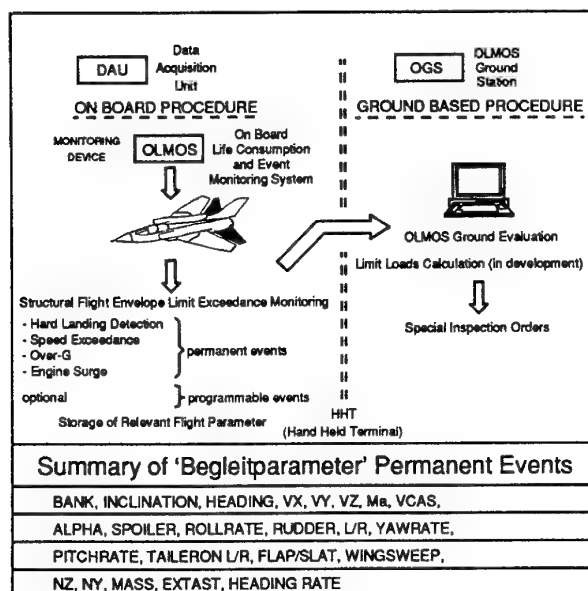 DAU
Data
Acquisition
Unit
ON BOARD PROCEDURE
MONITORING
DEVICE
OLMOS
On Board
Life Consumption
and Event
Monitoring System
Structural Flight Envelope Limit Exceedance Monitoring
- Hard Landing Detection
- Speed Exceedance
- Over-G
- Engine Surge
permanent events
optional
programmable events
Storage of Relevant Flight Parameter
HHT
(Hand Held Terminal)
OGS
OLMOS
Ground
Station
GROUND BASED PROCEDURE
OLMOS Ground Evaluation
Limit Loads Calculation (in development)
Special Inspection Orders
Summary of 'Begleitparameter' Permanent Events
BANK, INCLINATION, HEADING, VX, VY, VZ, Ma, VCAS,
ALPHA, SPOILER, ROLLRATE, RUDDER, L/R, YAWRATE,
PITCHRATE, TAILERON L/R, FLAP/SLAT, WINGSWEEP,
NZ, NY, MASS, EXTAST, HEADING RATE